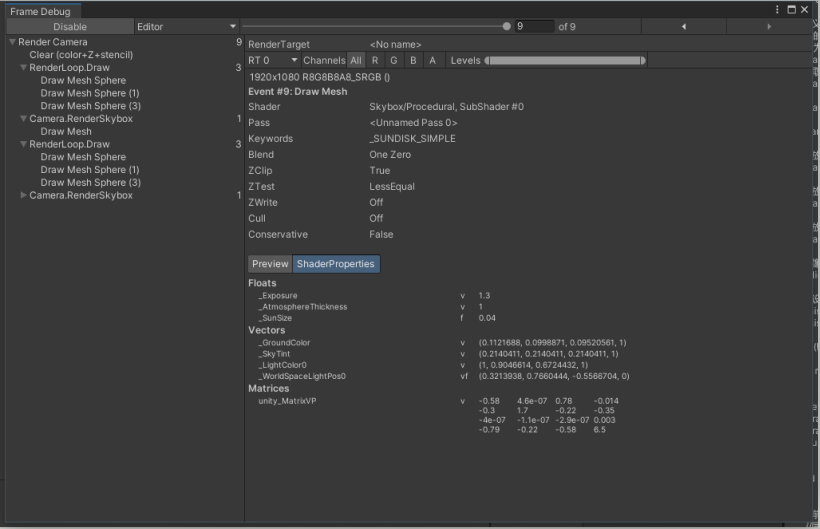 Frame Debug
Disable Editor 9 of 9
Render Camera 9
Clear (color+Z+stencil)
RenderLoop.Draw 3
Draw Mesh Sphere
Draw Mesh Sphere (1)
Draw Mesh Sphere (3)
Camera.RenderSkybox 1
Draw Mesh
RenderLoop.Draw 3
Draw Mesh Sphere
Draw Mesh Sphere (1)
Draw Mesh Sphere (3)
Camera.RenderSkybox 1
RenderTarget <No name>
RT 0 Channels All R G B A Levels
1920x1080 R8G8B8A8_SRGB ()
Event #9: Draw Mesh
Shader Skybox/Procedural, SubShader #0
Pass <Unnamed Pass 0>
Keywords _SUNDISK_SIMPLE
Blend One Zero
ZClip True
ZTest LessEqual
ZWrite Off
Cull Off
Conservative False
Preview ShaderProperties
Floats
_Exposure v 1.3
_AtmosphereThickness v 1
_SunSize f 0.04
Vectors
_GroundColor v (0.1121688, 0.0998871, 0.09520561, 1)
_SkyTint v (0.2140411, 0.2140411, 0.2140411, 1)
_LightColor0 v (1, 0.9046614, 0.6724432, 1)
_WorldSpaceLightPos0 vf (0.3213938, 0.7660444, -0.5566704, 0)
Matrices
unity_MatrixVP v -0.58 4.6e-07 0.78 -0.014
-0.3 1.7 -0.22 -0.35
-4e-07 -1.1e-07 -2.9e-07 0.003
-0.79 -0.22 -0.58 6.5